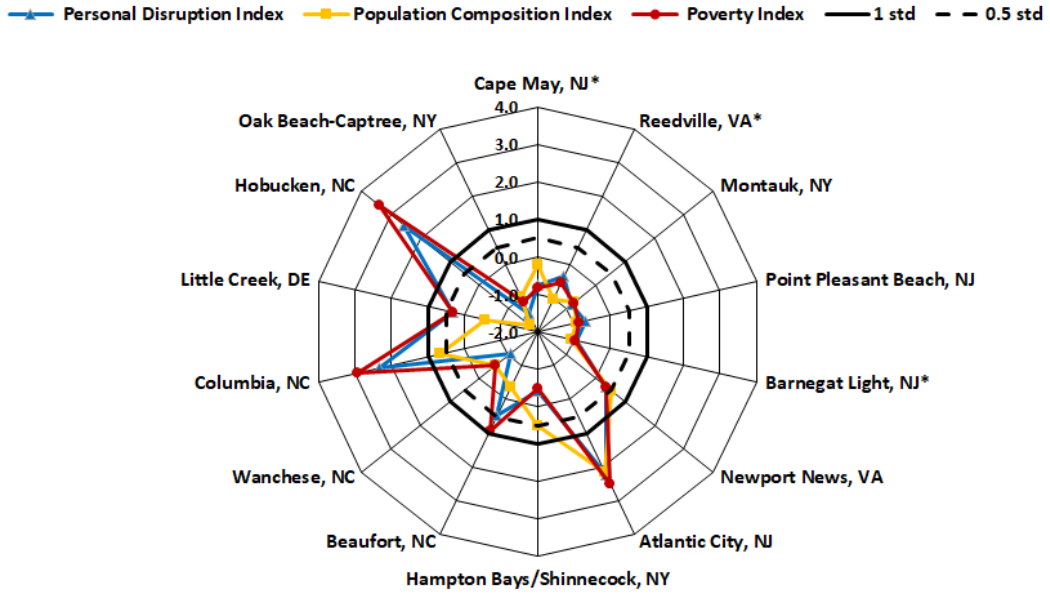 Personal Disruption Index Population Composition Index Poverty Index 1 std 0.5 std
Cape May, NJ*
4.0
Oak Beach-Captree, NY
Reedville, VA*
3.0
Hobucken, NC
2.0
Montauk, NY
1.0
0.0
Little Creek, DE
Point Pleasant Beach, NJ
-1.0
-2.0
Columbia, NC
Barnegat Light, NJ*
Wanchese, NC
Newport News, VA
Beaufort, NC
Atlantic City, NJ
Hampton Bays/Shinnecock, NY